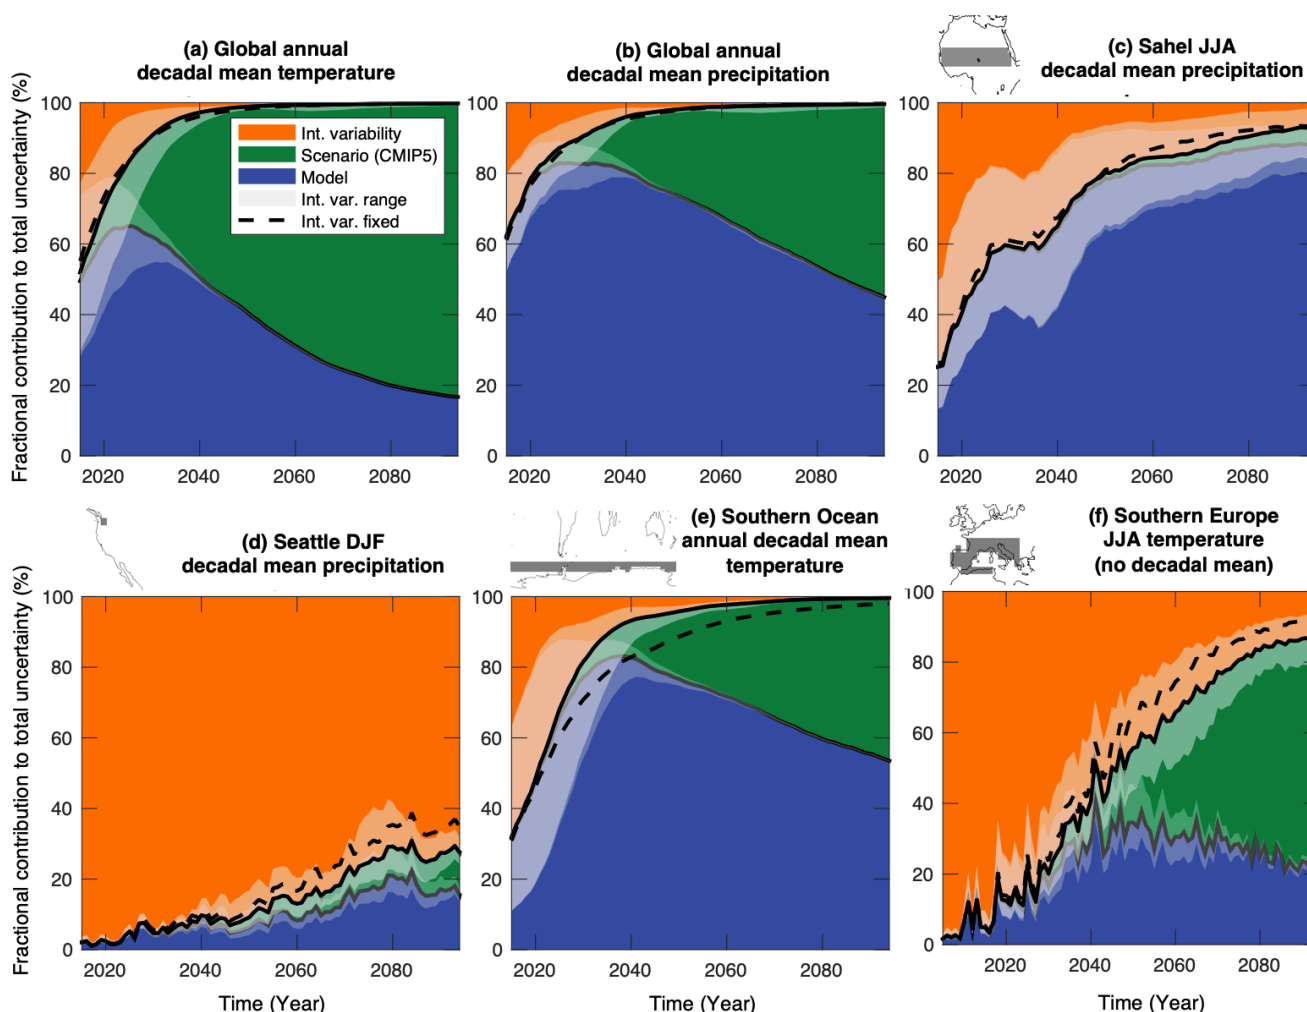 (a) Global annual
decadal mean temperature
(b) Global annual
decadal mean precipitation
(c) Sahel JJA
decadal mean precipitation
Fractional contribution to total uncertainty (%)
100
80
60
40
20
0
2020 2040 2060 2080
Int. variability
Scenario (CMIP5)
Model
Int. var. range
Int. var. fixed
100
80
60
40
20
0
2020 2040 2060 2080
100
80
60
40
20
0
2020 2040 2060 2080
(d) Seattle DJF
decadal mean precipitation
(e) Southern Ocean
annual decadal mean
temperature
(f) Southern Europe
JJA temperature
(no decadal mean)
Fractional contribution to total uncertainty (%)
100
80
60
40
20
0
2020 2040 2060 2080
Time (Year)
100
80
60
40
20
0
2020 2040 2060 2080
Time (Year)
100
80
60
40
20
0
2020 2040 2060 2080
Time (Year)